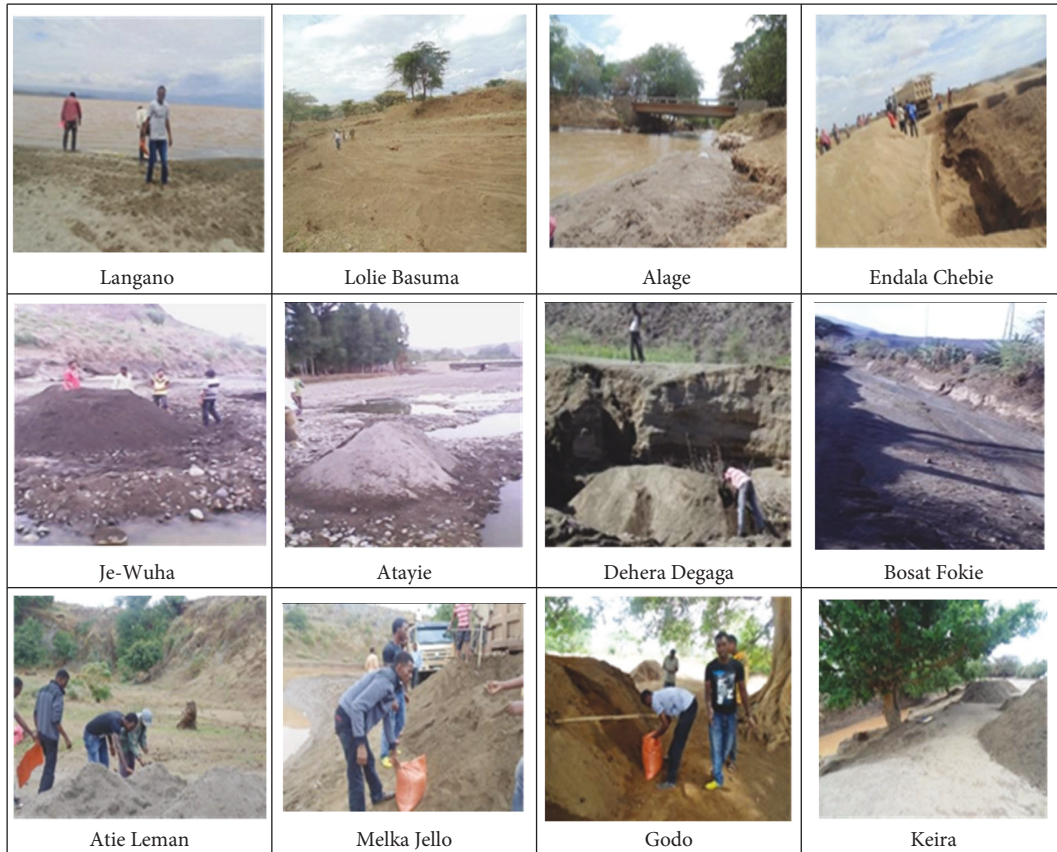 Langano
Lolie Basuma
Alage
Endala Chebie
Je-Wuha
Atayie
Dehera Degaga
Bosat Fokie
Atie Leman
Melka Jello
Godo
Keira